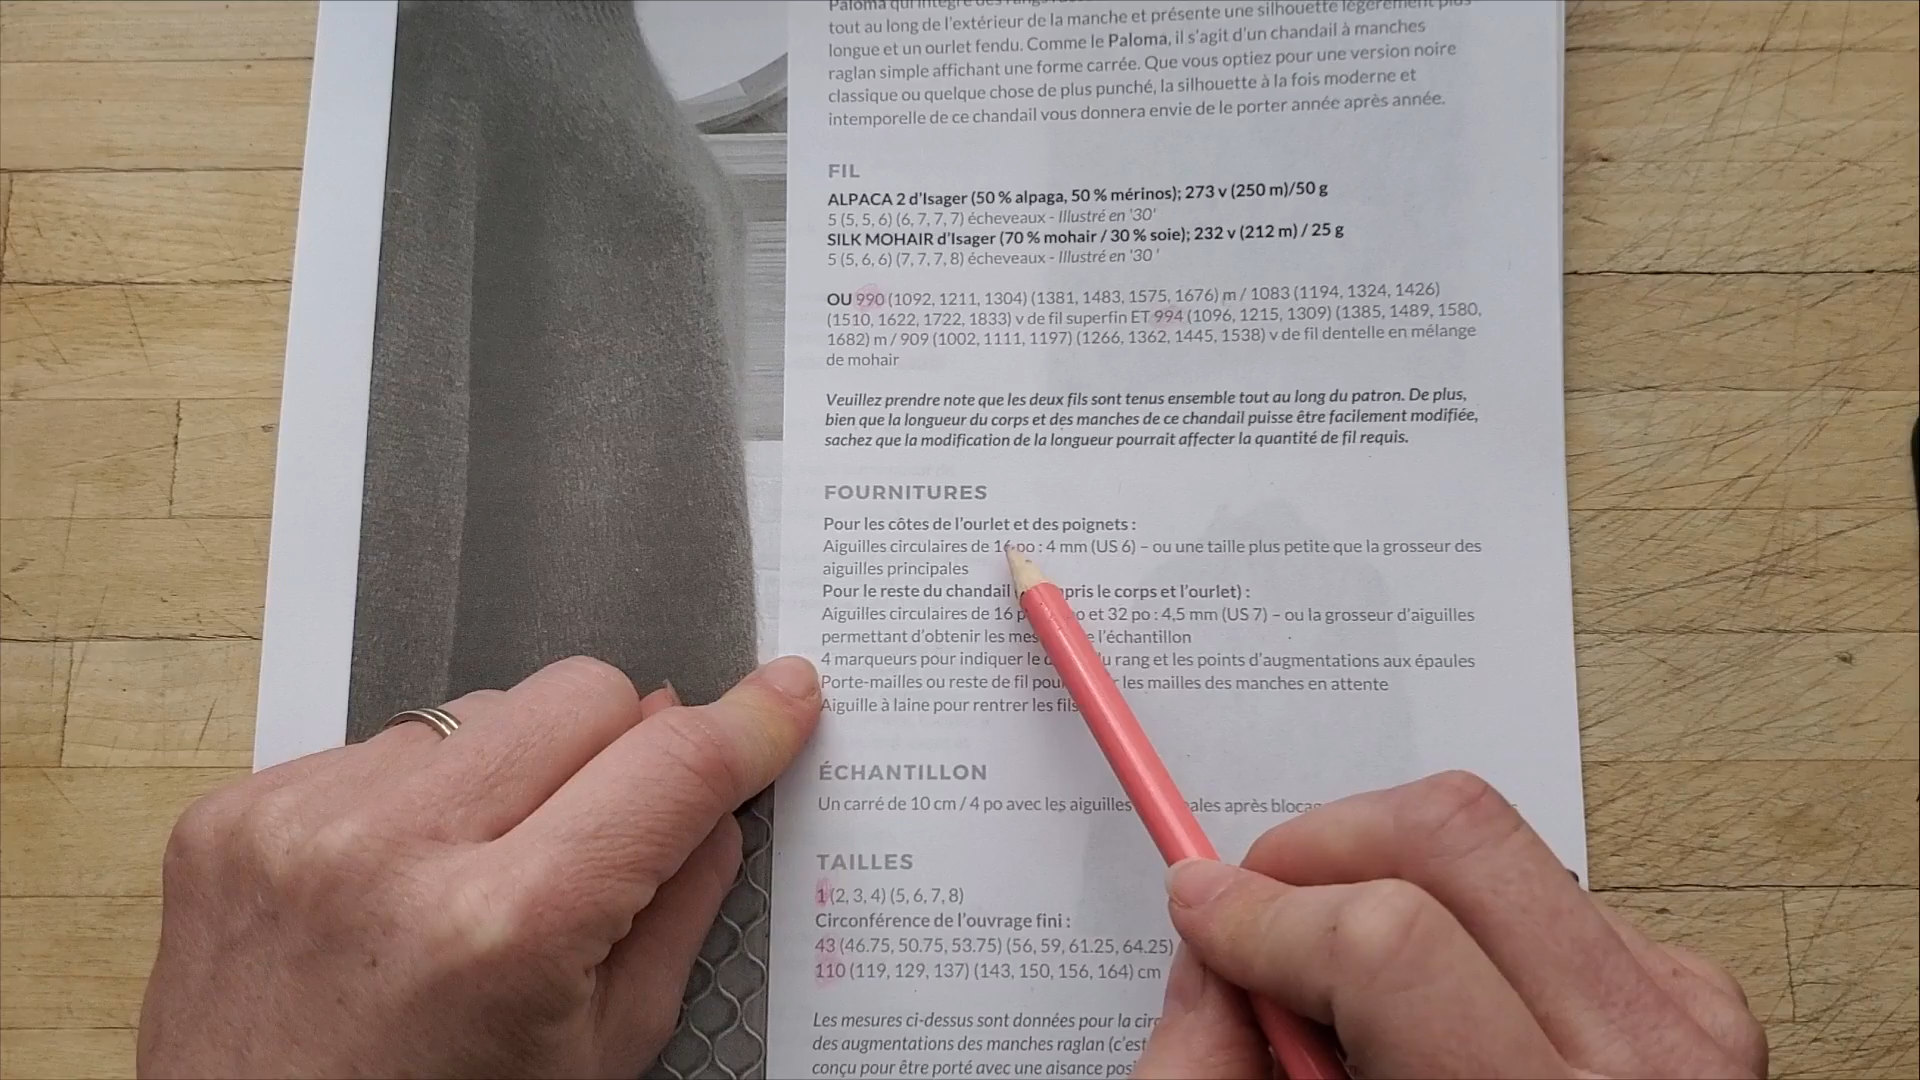 Paloma qui intègre des rangs
tout au long de l'extérieur de la manche et présente une silhouette légèrement plus
longue et un ourlet fendu. Comme le Paloma, il s'agit d'un chandail à manches
raglan simple affichant une forme carrée. Que vous optiez pour une version noire
classique ou quelque chose de plus punché, la silhouette à la fois moderne et
intemporelle de ce chandail vous donnera envie de le porter année après année.
FIL
ALPACA 2 d'Isager (50 % alpaga, 50 % mérinos); 273 v (250 m)/50 g
5 (5, 5, 6) (6, 7, 7, 7) écheveaux - Illustré en '30'
SILK MOHAIR d'Isager (70 % mohair / 30 % soie); 232 v (212 m) / 25 g
5 (5, 6, 6) (7, 7, 7, 8) écheveaux - Illustré en '30 '
OU 990 (1092, 1211, 1304) (1381, 1483, 1575, 1676) m / 1083 (1194, 1324, 1426)
(1510, 1622, 1722, 1833) v de fil superfin ET 994 (1096, 1215, 1309) (1385, 1489, 1580,
1682) m / 909 (1002, 1111, 1197) (1266, 1362, 1445, 1538) v de fil dentelle en mélange
de mohair
Veuillez prendre note que les deux fils sont tenus ensemble tout au long du patron. De plus,
bien que la longueur du corps et des manches de ce chandail puisse être facilement modifiée,
sachez que la modification de la longueur pourrait affecter la quantité de fil requis.
FOURNITURES
Pour les côtes de l'ourlet et des poignets :
Aiguilles circulaires de 16 po : 4 mm (US 6) – ou une taille plus petite que la grosseur des
aiguilles principales
Pour le reste du chandail pris le corps et l'ourlet) :
Aiguilles circulaires de 16 et 32 po : 4,5 mm (US 7) – ou la grosseur d'aiguilles
permettant d'obtenir les l'échantillon
4 marqueurs pour indiquer le rang et les points d'augmentations aux épaules
Porte-mailles ou reste de fil les mailles des manches en attente
Aiguille à laine pour rentrer les fils
ÉCHANTILLON
Un carré de 10 cm / 4 po avec les aiguilles après
TAILLES
1 (2, 3, 4) (5, 6, 7, 8)
Circonférence de l'ouvrage fini :
43 (46.75, 50.75, 53.75) (56, 59, 61.25, 64.25)
110 (119, 129, 137) (143, 150, 156, 164) cm
Les mesures ci-dessus sont données pour la
des augmentations des manches raglan (c'est
conçu pour être porté avec une aisance